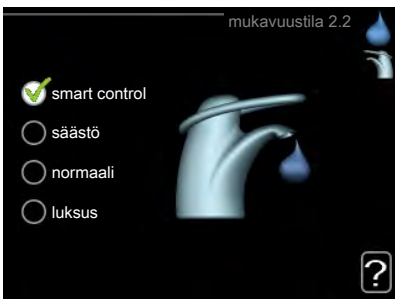 mukavuustila 2.2
smart control
säästö
normaali
luksus
?